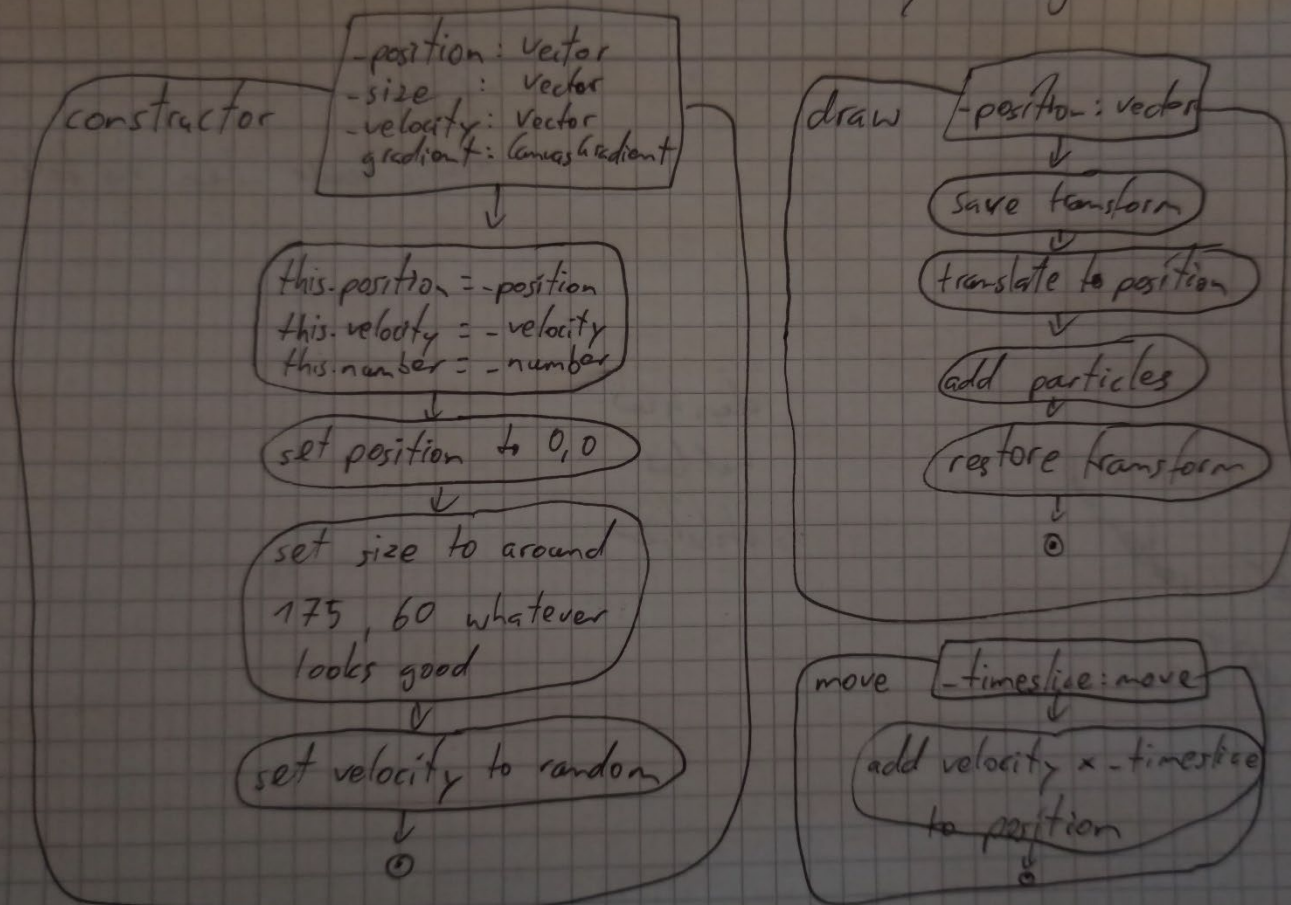 constructor
-position: vector
-size : vector
-velocity: vector
gradient: CanvasGradient
this.position = -position
this.velocity = -velocity
this.number = -number
set position to 0,0
set size to around
175, 60 whatever
looks good
set velocity to random
draw
-position: vector
save transform
translate to position
add particles
restore transform
move
-timeslice: move
add velocity × -timeslice
to position